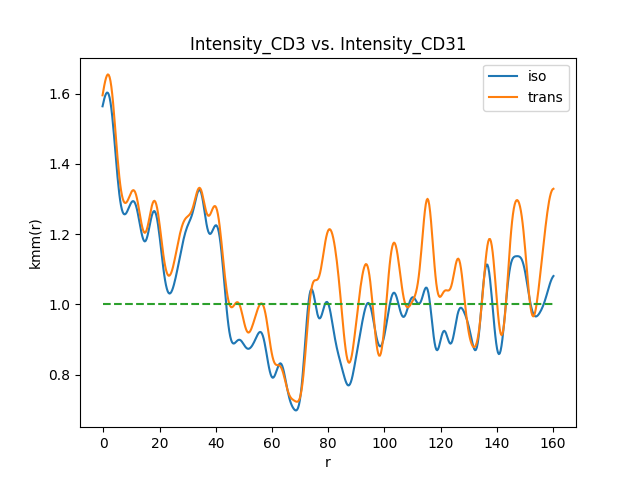 Intensity_CD3 vs. Intensity_CD31
iso
trans
kmm(r)
1.6
1.4
1.2
1.0
0.8
0 20 40 60 80 100 120 140 160
r